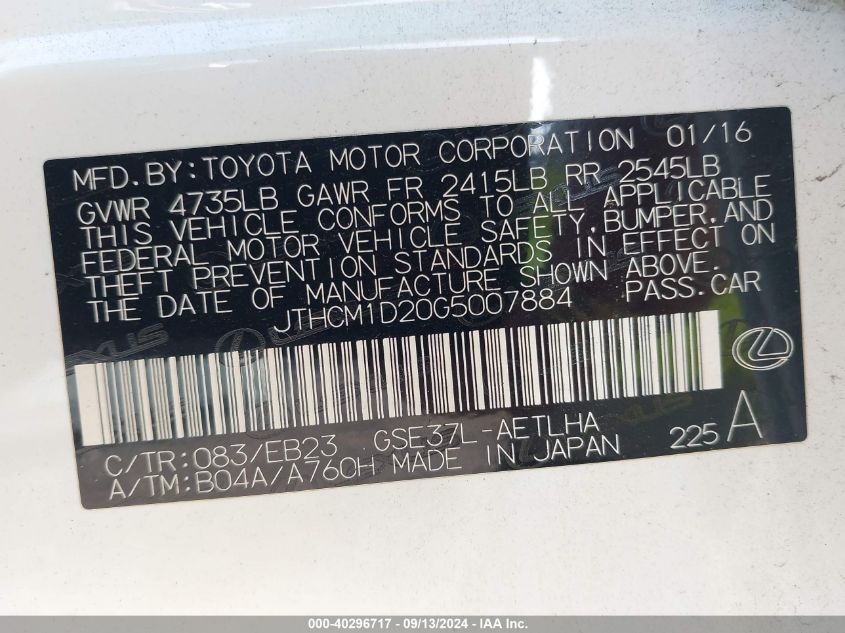 MFD.BY:TOYOTA MOTOR CORPORATION 01/16
GVWR 4735LB GAWR FR 2415LB RR 2545LB
THIS VEHICLE CONFORMS TO ALL APPLICABLE
FEDERAL MOTOR VEHICLE SAFETY,BUMPER,AND
THEFT PREVENTION STANDARDS IN EFFECT ON
THE DATE OF MANUFACTURE SHOWN ABOVE.
JTHCM1D20G5007884 PASS.CAR
C/TR:083/EB23 GSE37L-AETLHA
A/TM:B04A/A760H MADE IN JAPAN 225 A
000-40296717 - 09/13/2024 - IAA Inc.